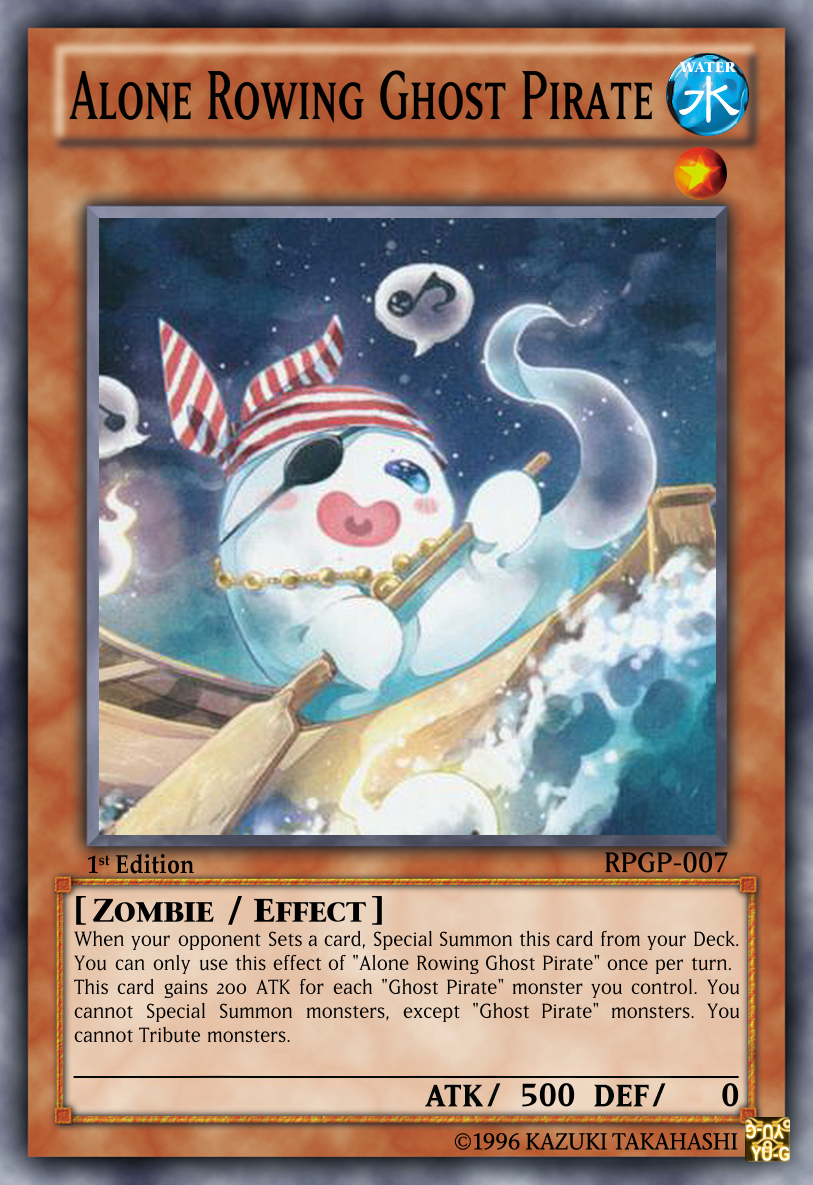 ALONE ROWING GHOST PIRATE
WATER
水
1st Edition
RPGP-007
[ ZOMBIE / EFFECT ]
When your opponent Sets a card, Special Summon this card from your Deck.
You can only use this effect of "Alone Rowing Ghost Pirate" once per turn.
This card gains 200 ATK for each "Ghost Pirate" monster you control. You
cannot Special Summon monsters, except "Ghost Pirate" monsters. You
cannot Tribute monsters.
ATK/ 500 DEF/ 0
©1996 KAZUKI TAKAHASHI